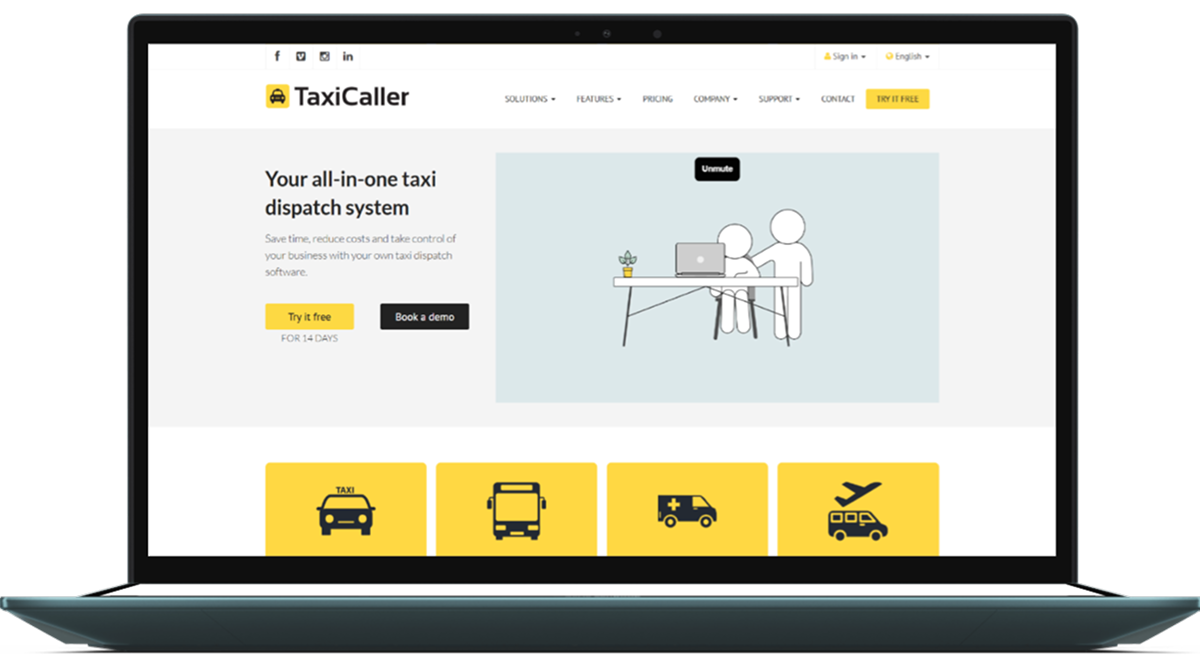 Sign in
English
TaxiCaller
SOLUTIONS
FEATURES
PRICING
COMPANY
SUPPORT
CONTACT
TRY IT FREE
Your all-in-one taxi
dispatch system
Save time, reduce costs and take control of
your business with your own taxi dispatch
software.
Try it free
Book a demo
FOR 14 DAYS
Unmute
TAXI